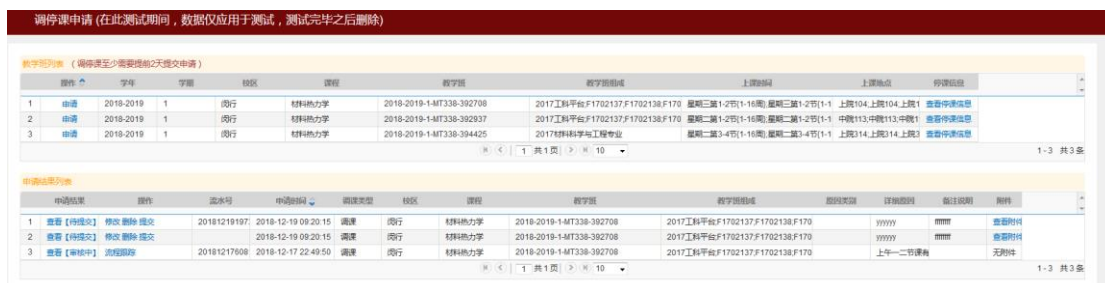 调停课申请 (在此测试期间，数据仅应用于测试，测试完毕之后删除)
教学班列表 （调停课至少需要提前2天提交申请）
操作 学年 学期 校区 课程 教学班 教学班组成 上课时间 上课地点 停课信息
1 申请 2018-2019 1 闵行 材料热力学 2018-2019-1-MT338-392708 2017工科平台;F1702137;F1702138;F170 星期三第1-2节(1-16周);星期三第1-2节(1-1 上院104;上院104;上院1 查看停课信息
2 申请 2018-2019 1 闵行 材料热力学 2018-2019-1-MT338-392937 2017工科平台;F1702137;F1702138;F170 星期二第1-2节(1-16周);星期二第1-2节(1-1 中院113;中院113;中院1 查看停课信息
3 申请 2018-2019 1 闵行 材料热力学 2018-2019-1-MT338-394425 2017材料科学与工程专业 星期二第3-4节(1-16周);星期二第3-4节(1-1 上院314;上院314;上院3 查看停课信息
1 共1页 10 1-3 共3条
申请结果列表
申请结果 操作 流水号 申请时间 调课类型 校区 课程 教学班 教学班组成 原因类别 详细原因 备注说明 附件
1 查看【待提交】 修改 删除 提交 20181219197: 2018-12-19 09:20:15 调课 闵行 材料热力学 2018-2019-1-MT338-392708 2017工科平台;F1702137;F1702138;F170 yyyyyy ffffffff 查看附件
2 查看【待提交】 修改 删除 提交 2018-12-19 09:20:15 调课 闵行 材料热力学 2018-2019-1-MT338-392708 2017工科平台;F1702137;F1702138;F170 yyyyyy ffffffff 查看附件
3 查看【审核中】 流程跟踪 20181217608 2018-12-17 22:49:50 调课 闵行 材料热力学 2018-2019-1-MT338-392708 2017工科平台;F1702137;F1702138;F170 上午一二节课有 无附件
1 共1页 10 1-3 共3条